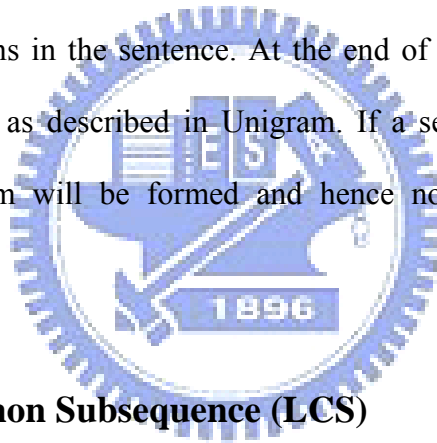 ns in the sentence. At the end of
as described in Unigram. If a se
m will be formed and hence no
E S A
1896
non Subsequence (LCS)